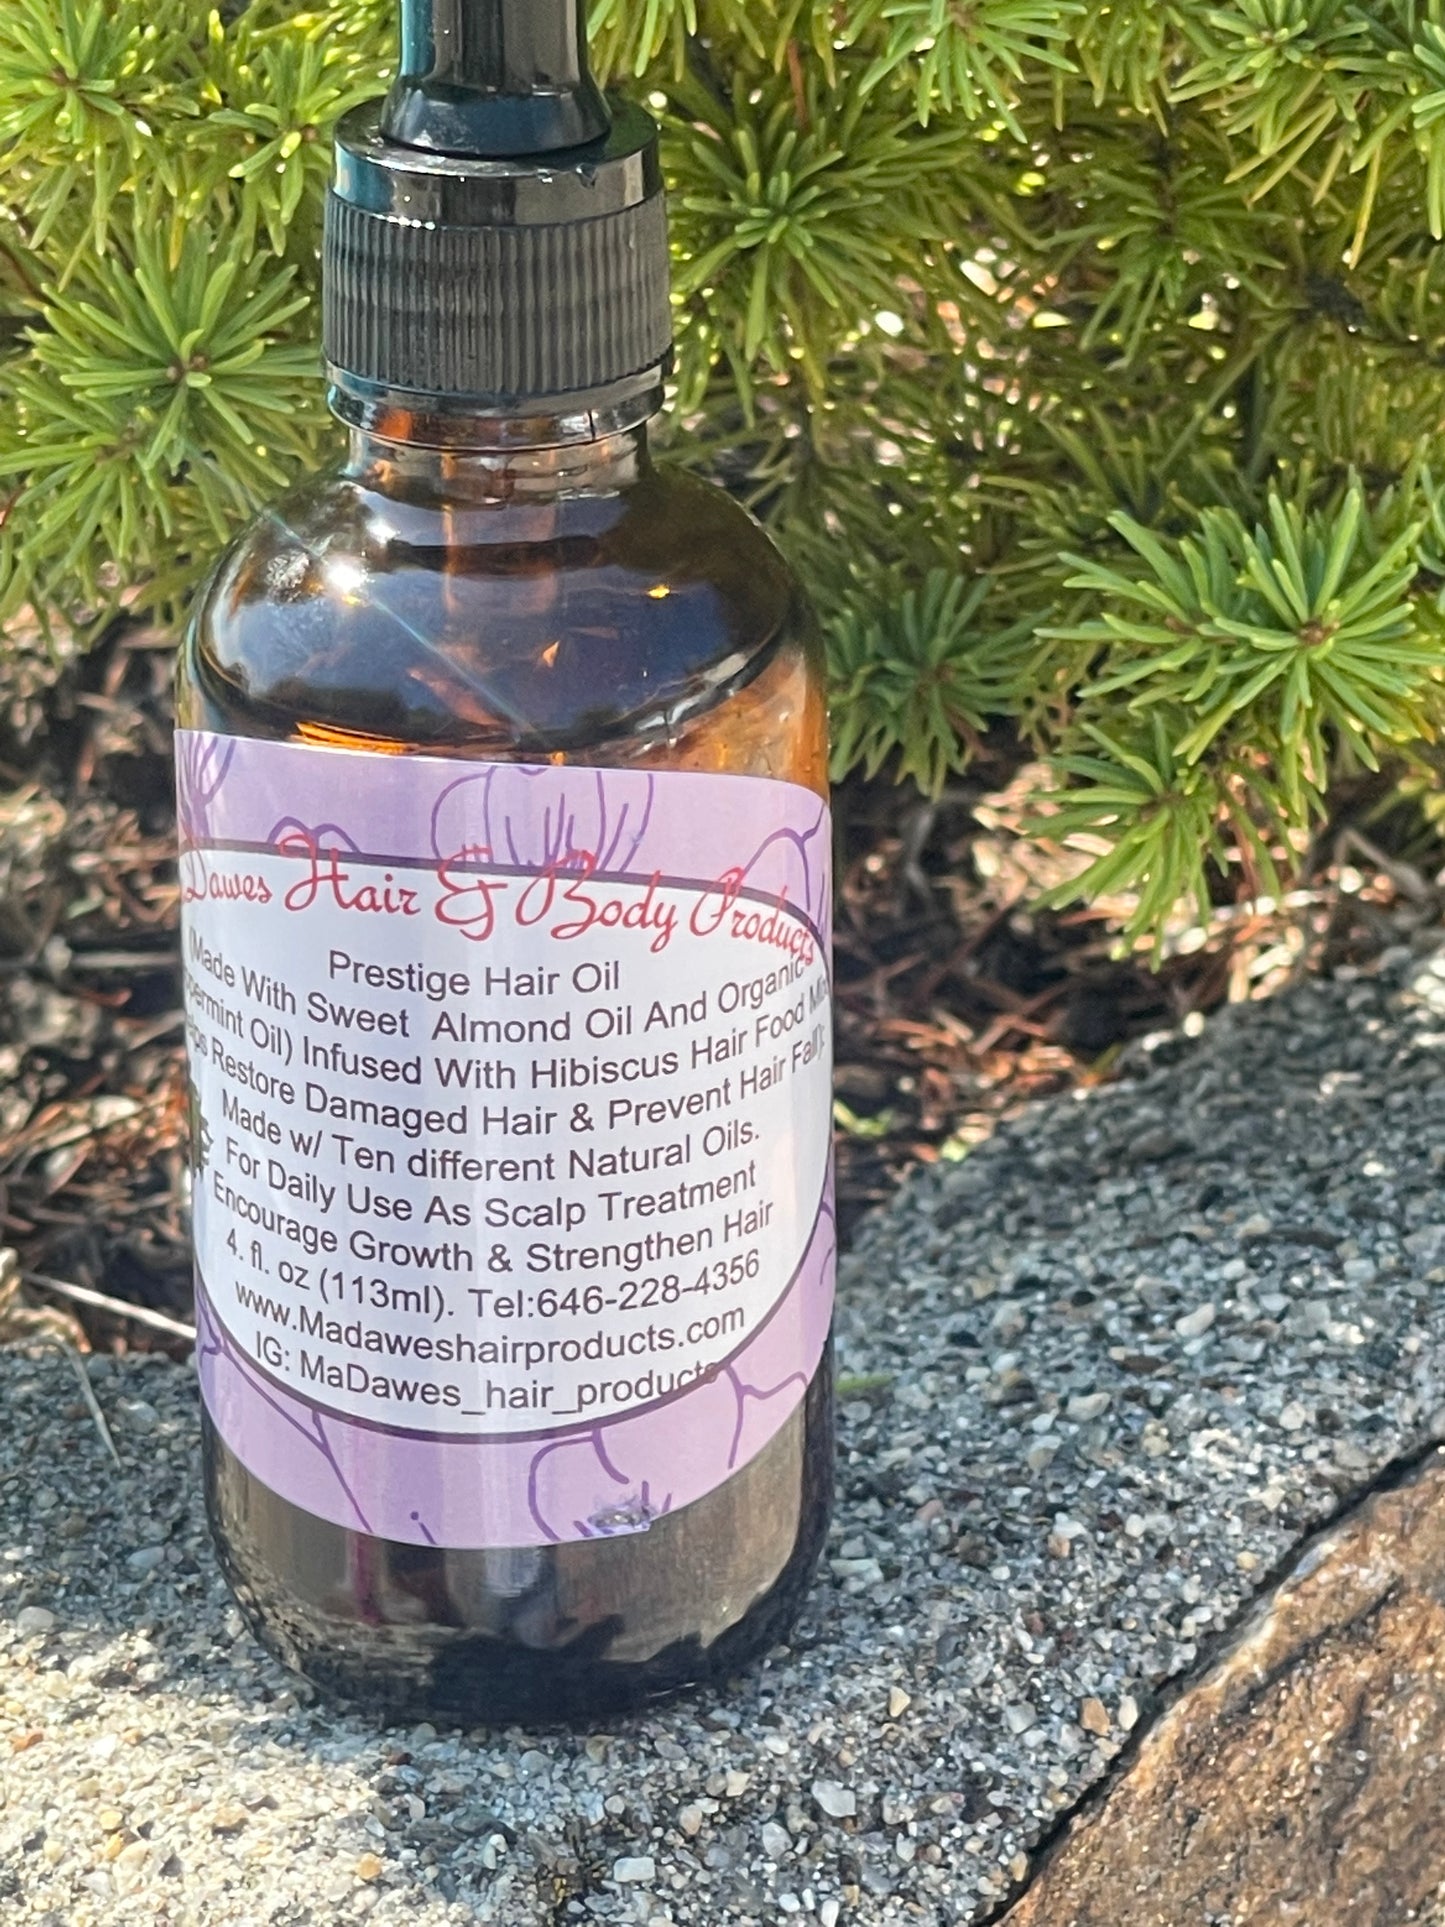 Dawes Hair & Body Products
Prestige Hair Oil
(Made With Sweet Almond Oil And Organic
Oil) Infused With Hibiscus Hair Food
Restore Damaged Hair & Prevent Hair Fall):
Made w/ Ten different Natural Oils.
For Daily Use As Scalp Treatment
Encourage Growth & Strengthen Hair
4. fl. oz (113ml). Tel:646-228-4356
www.Madaweshairproducts.com
IG: MaDawes_hair_products